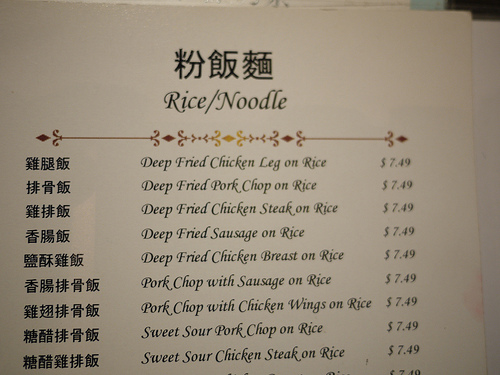 粉飯麵
Rice/Noodle
雞腿飯 Deep Fried Chicken Leg on Rice $ 7.49
排骨飯 Deep Fried Pork Chop on Rice $ 7.49
雞排飯 Deep Fried Chicken Steak on Rice $ 7.49
香腸飯 Deep Fried Sausage on Rice $ 7.49
鹽酥雞飯 Deep Fried Chicken Breast on Rice $ 7.49
香腸排骨飯 Pork Chop with Sausage on Rice $ 7.49
雞翅排骨飯 Pork Chop with Chicken Wings on Rice $ 7.49
糖醋排骨飯 Sweet Sour Pork Chop on Rice $ 7.49
糖醋雞排飯 Sweet Sour Chicken Steak on Rice $ 7.49